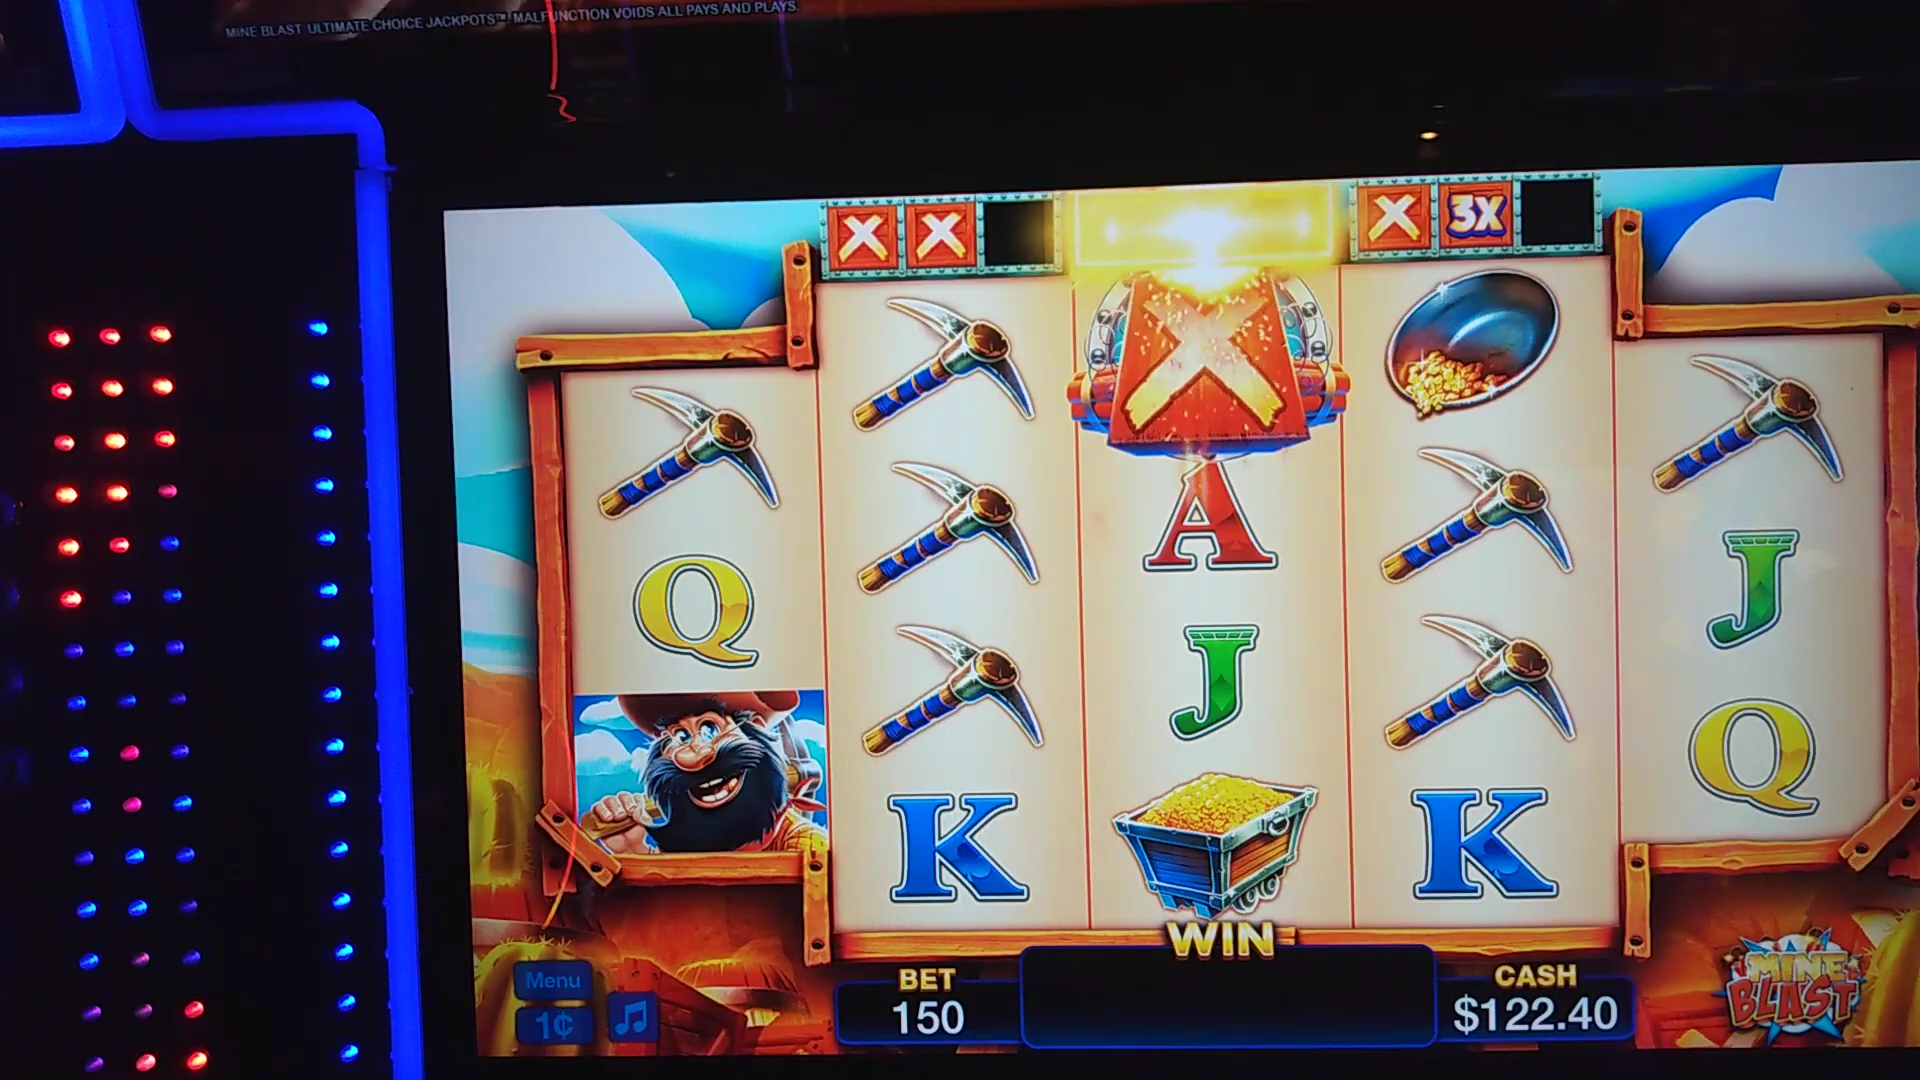 MINE BLAST ULTIMATE CHOICE JACKPOTS™ MALFUNCTION VOIDS ALL PAYS AND PLAYS.
X X
X 3X
X
A
Q
J
J
Q
K
K
WIN
Menu
BET
CASH
1¢
150
$122.40
MINE
BLAST